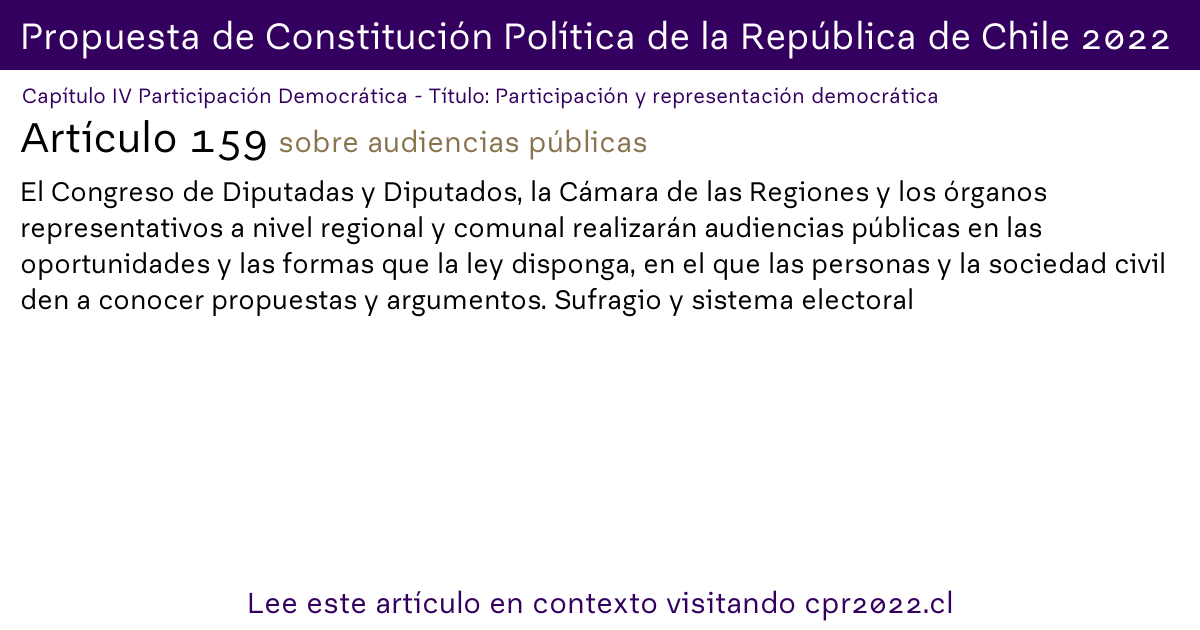 Propuesta de Constitución Política de la República de Chile 2022
Capítulo IV Participación Democrática - Título: Participación y representación democrática
Artículo 159 sobre audiencias públicas
El Congreso de Diputadas y Diputados, la Cámara de las Regiones y los órganos
representativos a nivel regional y comunal realizarán audiencias públicas en las
oportunidades y las formas que la ley disponga, en el que las personas y la sociedad civil
den a conocer propuestas y argumentos. Sufragio y sistema electoral
Lee este artículo en contexto visitando cpr2022.cl